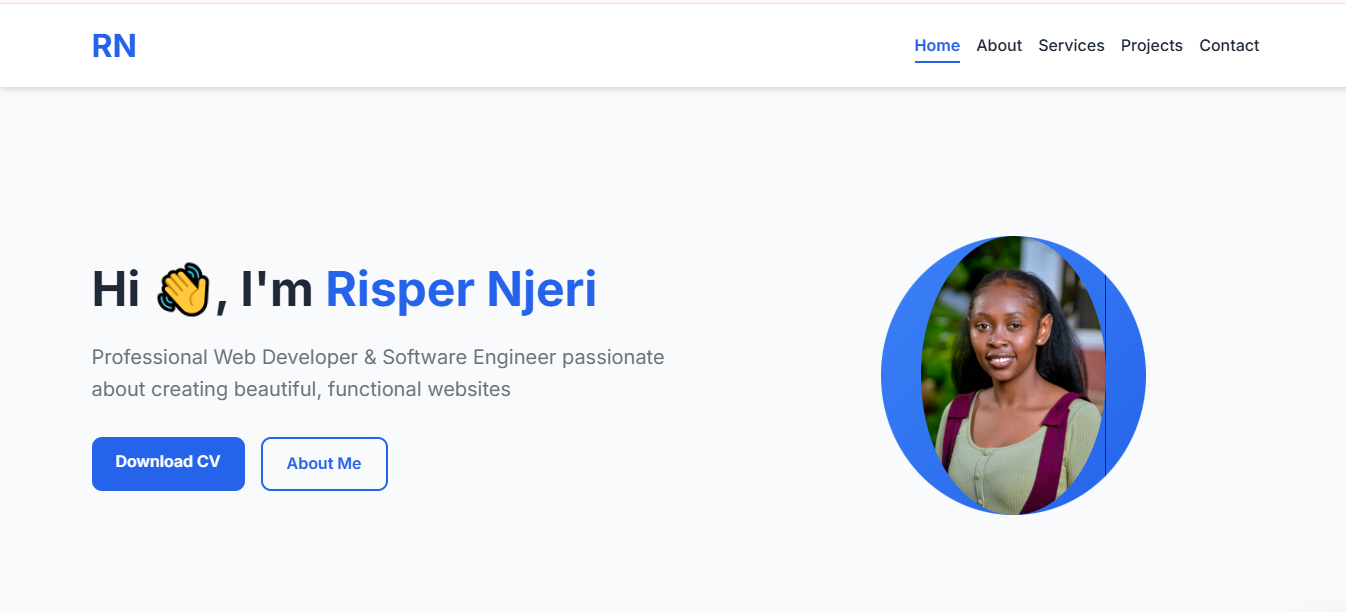 RN
Home About Services Projects Contact
Hi 👋, I'm Risper Njeri
Professional Web Developer & Software Engineer passionate
about creating beautiful, functional websites
Download CV About Me